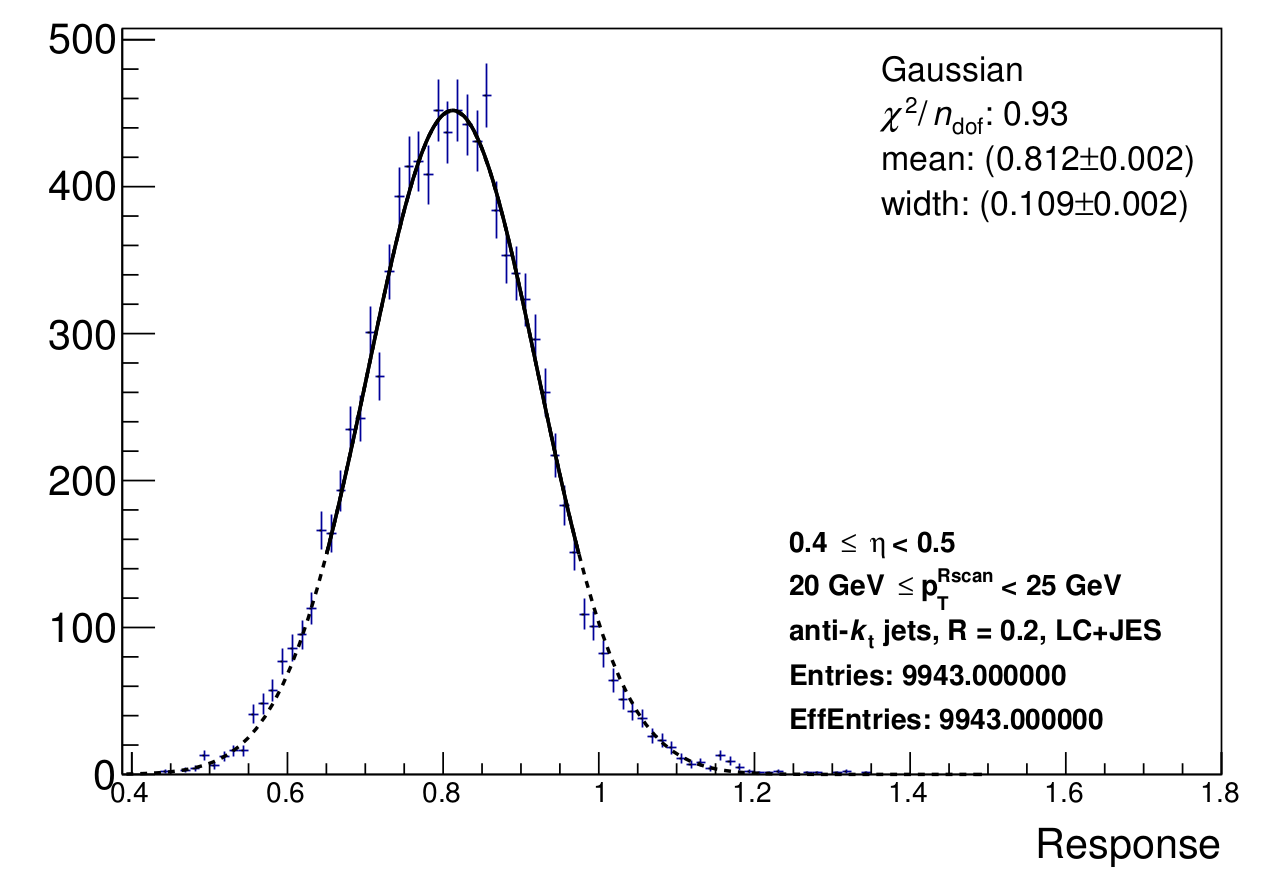 500
400
300
200
100
0
0.4 0.6 0.8 1 1.2 1.4 1.6 1.8
Response
Gaussian
χ²/n_dof: 0.93
mean: (0.812±0.002)
width: (0.109±0.002)
0.4 ≤ η < 0.5
20 GeV ≤ p_T^Rscan < 25 GeV
anti-k_t jets, R = 0.2, LC+JES
Entries: 9943.000000
EffEntries: 9943.000000